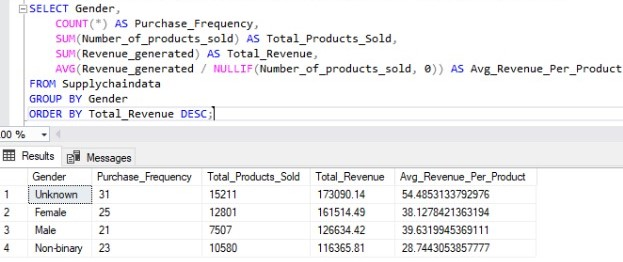 SELECT Gender,
COUNT(*) AS Purchase_Frequency,
SUM(Number_of_products_sold) AS Total_Products_Sold,
SUM(Revenue_generated) AS Total_Revenue,
AVG(Revenue_generated / NULLIF(Number_of_products_sold, 0)) AS Avg_Revenue_Per_Product
FROM Supplychaindata
GROUP BY Gender
ORDER BY Total_Revenue DESC;
00 %
Results Messages
Gender Purchase_Frequency Total_Products_Sold Total_Revenue Avg_Revenue_Per_Product
1 Unknown 31 15211 173090.14 54.4853133792976
2 Female 25 12801 161514.49 38.1278421363194
3 Male 21 7507 126634.42 39.6319945369111
4 Non-binary 23 10580 116365.81 28.7443053857777